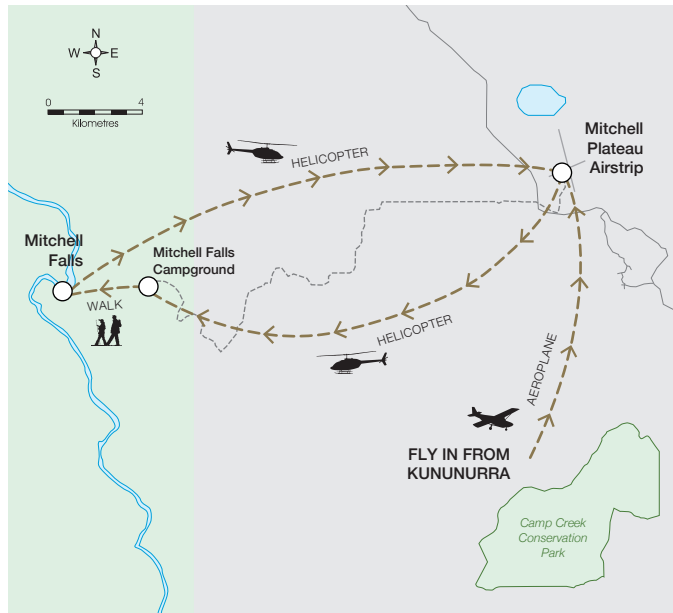 N
W E
S
0 4
Kilometres
HELICOPTER
Mitchell
Plateau
Airstrip
Mitchell
Falls
Mitchell Falls
Campground
WALK
HELICOPTER
AEROPLANE
FLY IN FROM
KUNUNURRA
Camp Creek
Conservation
Park